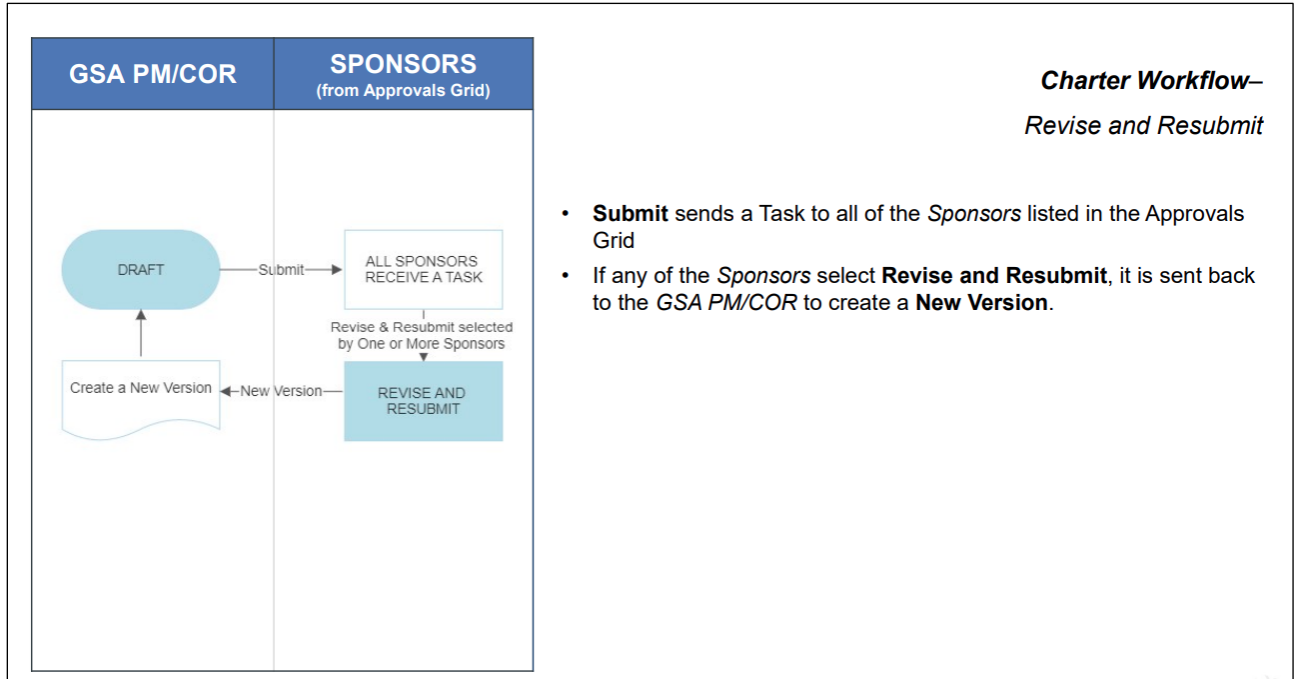 GSA PM/COR
SPONSORS
(from Approvals Grid)
Charter Workflow–
Revise and Resubmit
DRAFT
Submit
ALL SPONSORS
RECEIVE A TASK
Revise & Resubmit selected
by One or More Sponsors
Create a New Version
New Version
REVISE AND
RESUBMIT
• Submit sends a Task to all of the Sponsors listed in the Approvals
Grid
• If any of the Sponsors select Revise and Resubmit, it is sent back
to the GSA PM/COR to create a New Version.